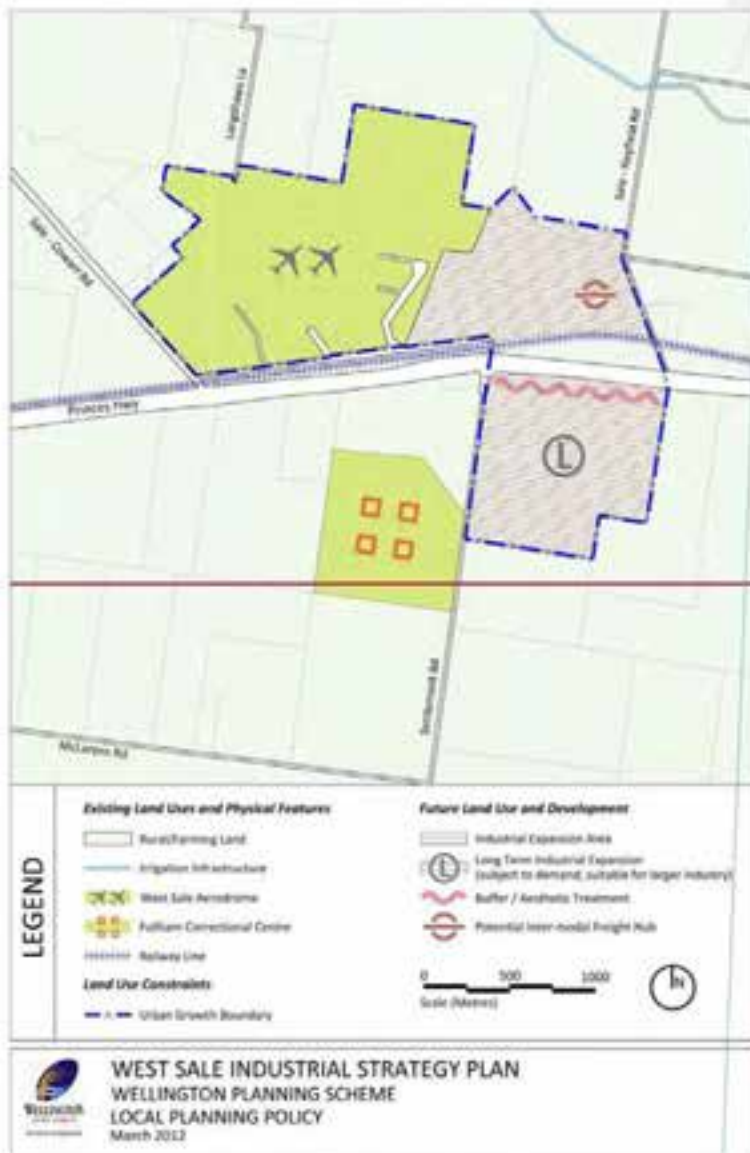 Sale - Heyfield Rd
Sale - Cowwarr Rd
Princes Hwy
L
Settlement Rd
McLarens Rd
LEGEND
Existing Land Uses and Physical Features
Rural/Farming Land
Irrigation Infrastructure
West Sale Aerodrome
Fulham Correctional Centre
Railway Line
Land Use Constraints
Urban Growth Boundary
Future Land Use and Development
Industrial Expansion Area
L
Long Term Industrial Expansion
(subject to demand, suitable for larger industry)
Buffer / Aesthetic Treatment
Potential Inter-modal Freight Hub
0 500 1000
Scale (Metres)
N
WELLINGTON
WEST SALE INDUSTRIAL STRATEGY PLAN
WELLINGTON PLANNING SCHEME
LOCAL PLANNING POLICY
March 2012